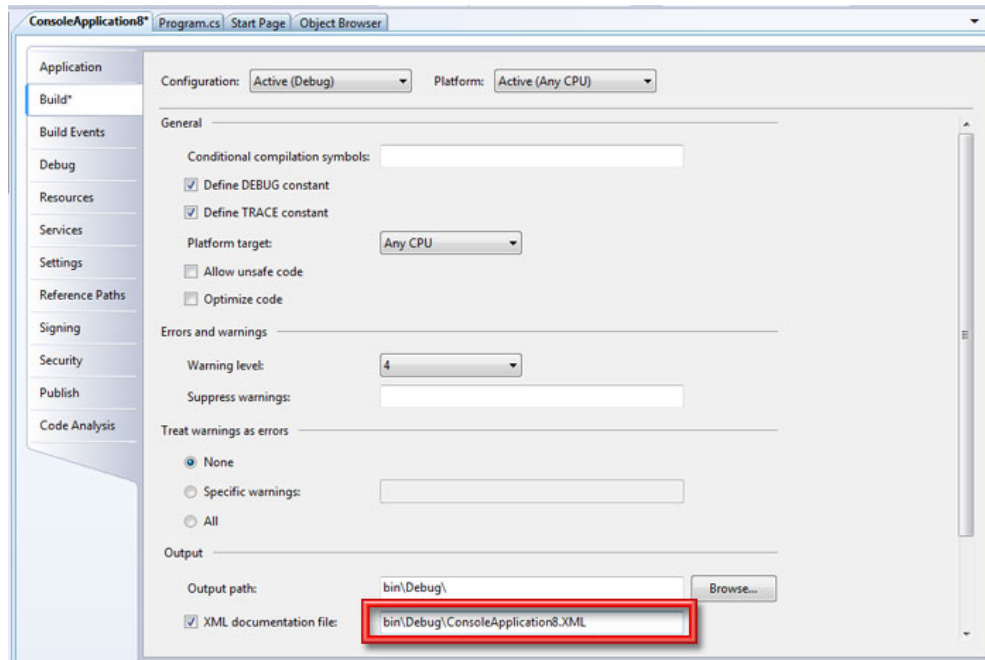 ConsoleApplication8* Program.cs Start Page Object Browser
Application
Build*
Build Events
Debug
Resources
Services
Settings
Reference Paths
Signing
Security
Publish
Code Analysis
Configuration: Active (Debug) Platform: Active (Any CPU)
General
Conditional compilation symbols:
Define DEBUG constant
Define TRACE constant
Platform target: Any CPU
Allow unsafe code
Optimize code
Errors and warnings
Warning level: 4
Suppress warnings:
Treat warnings as errors
None
Specific warnings:
All
Output
Output path: bin\Debug\ Browse...
XML documentation file: bin\Debug\ConsoleApplication8.XML